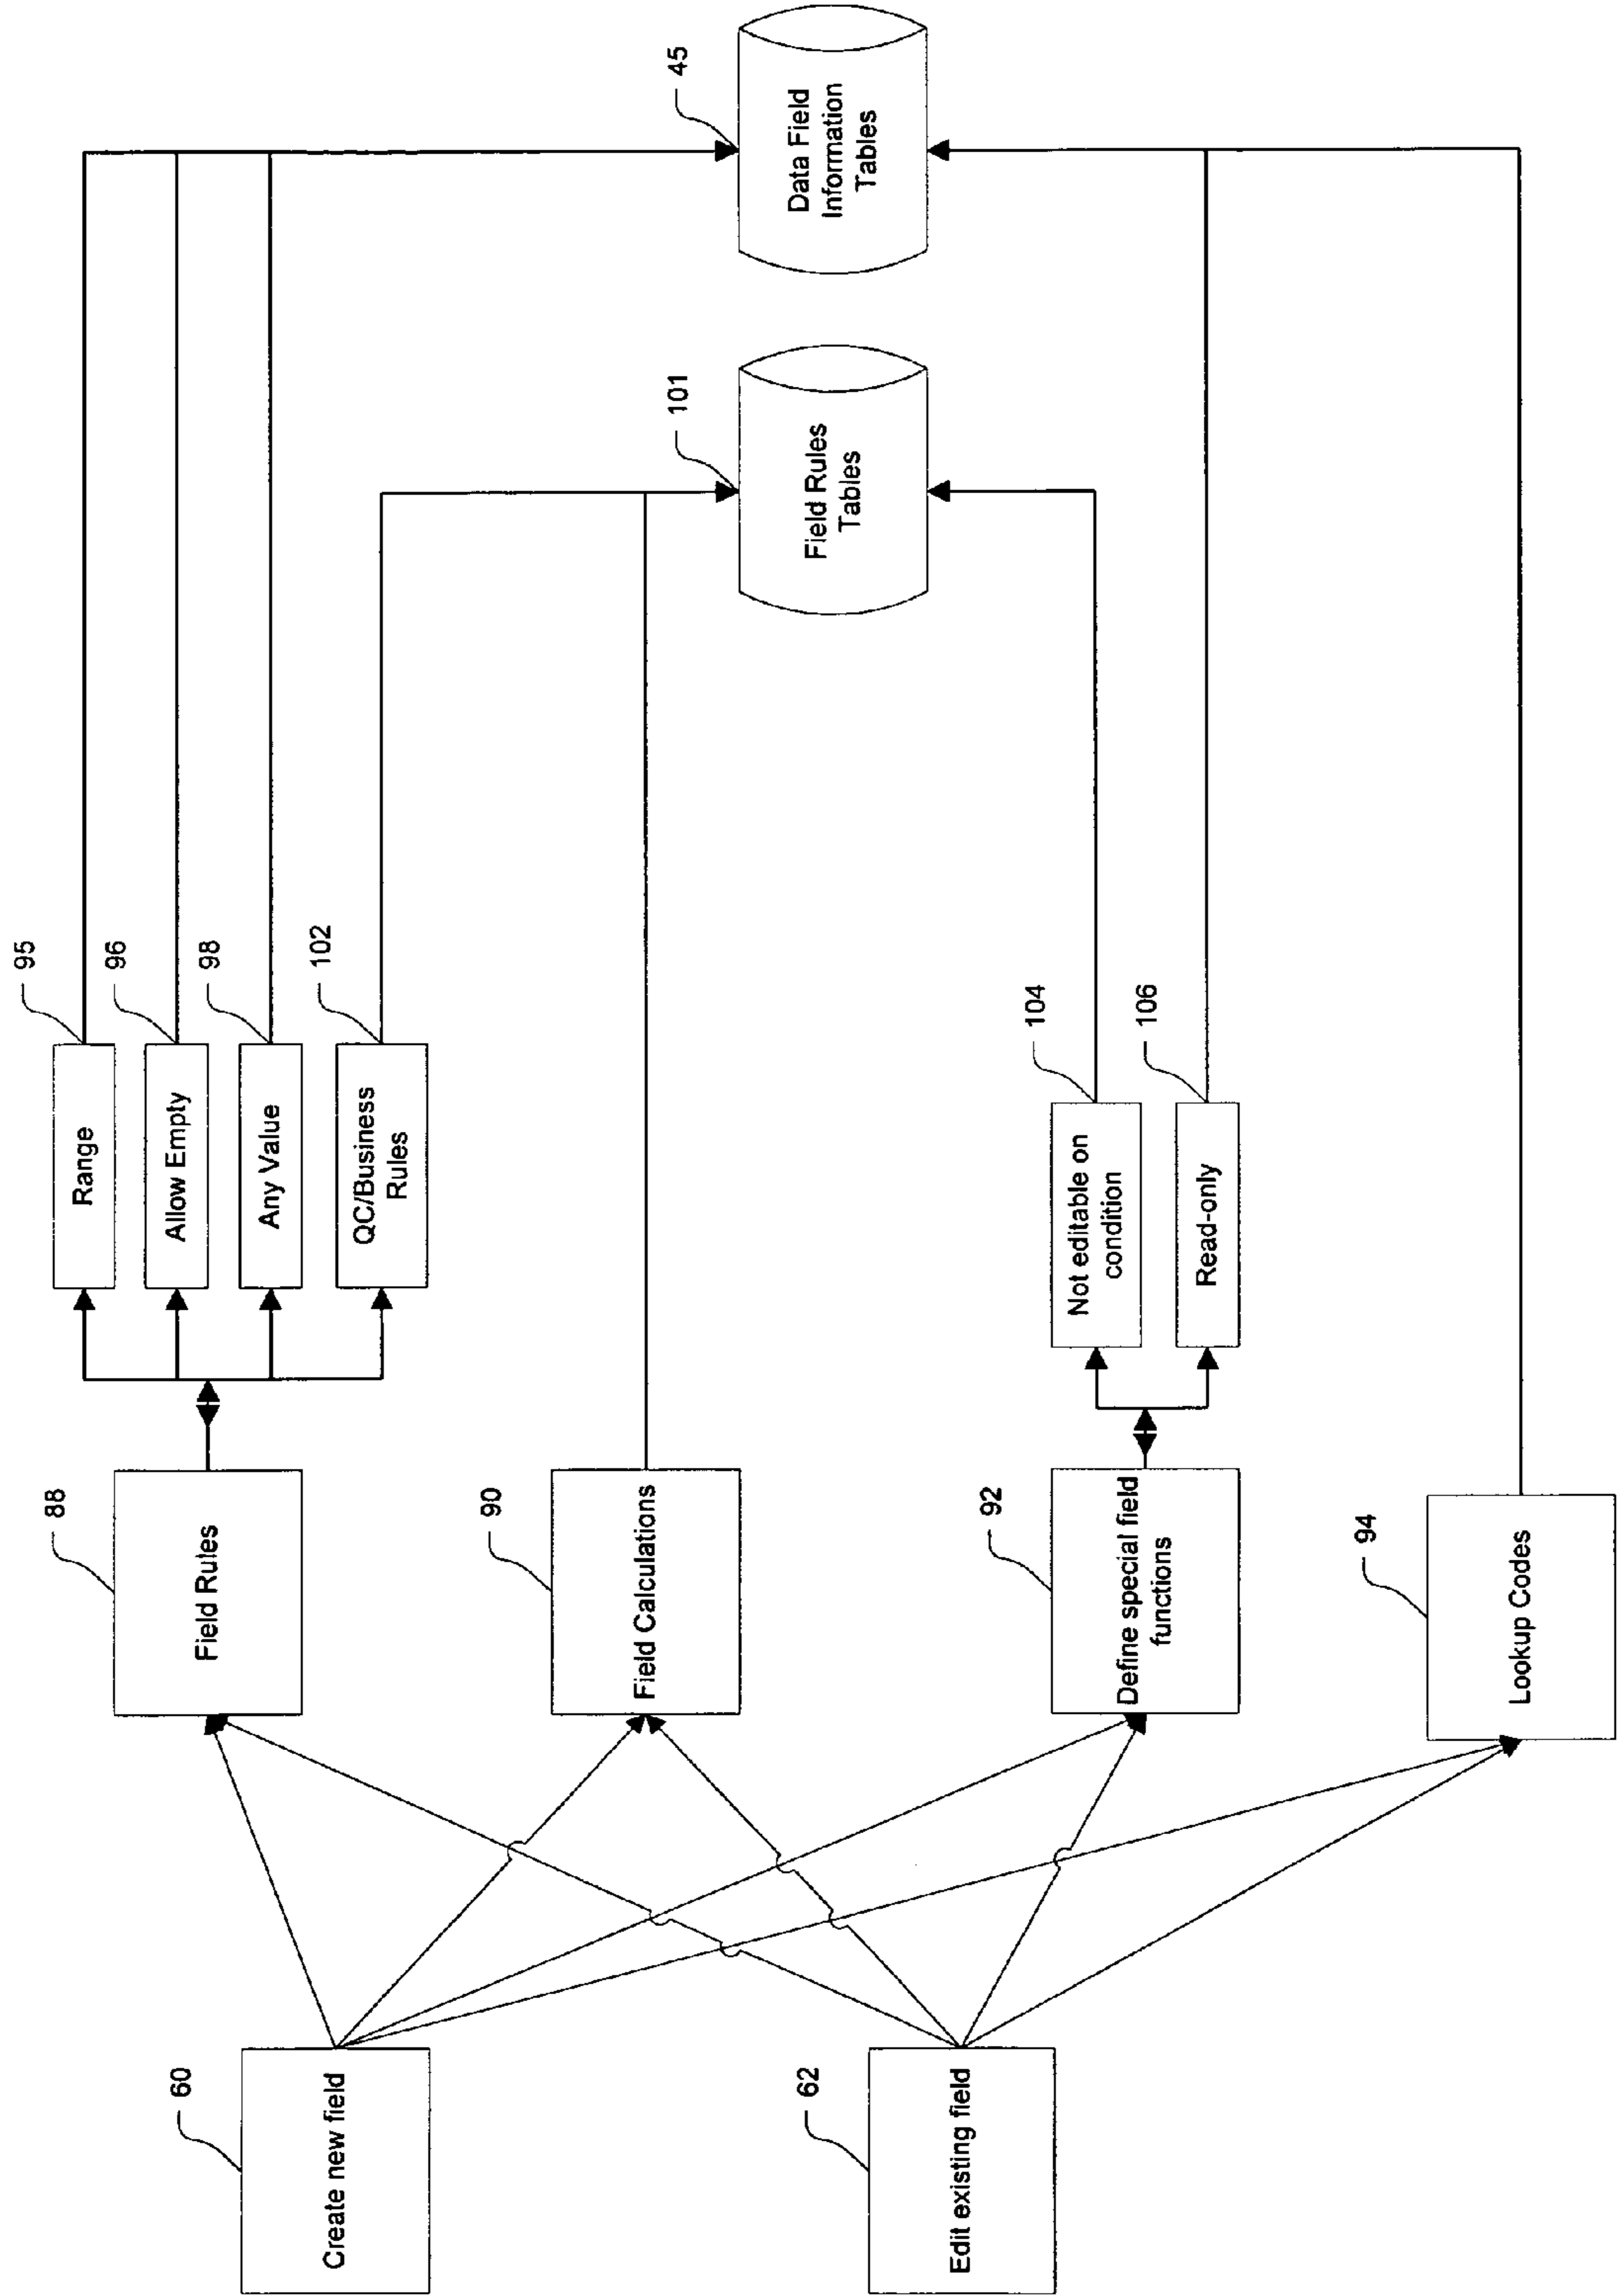 60
Create new field
62
Edit existing field
88
Field Rules
90
Field Calculations
92
Define special field
functions
94
Lookup Codes
95
Range
96
Allow Empty
98
Any Value
102
QC/Business
Rules
104
Not editable on
condition
106
Read-only
101
Field Rules
Tables
45
Data Field
Information
Tables